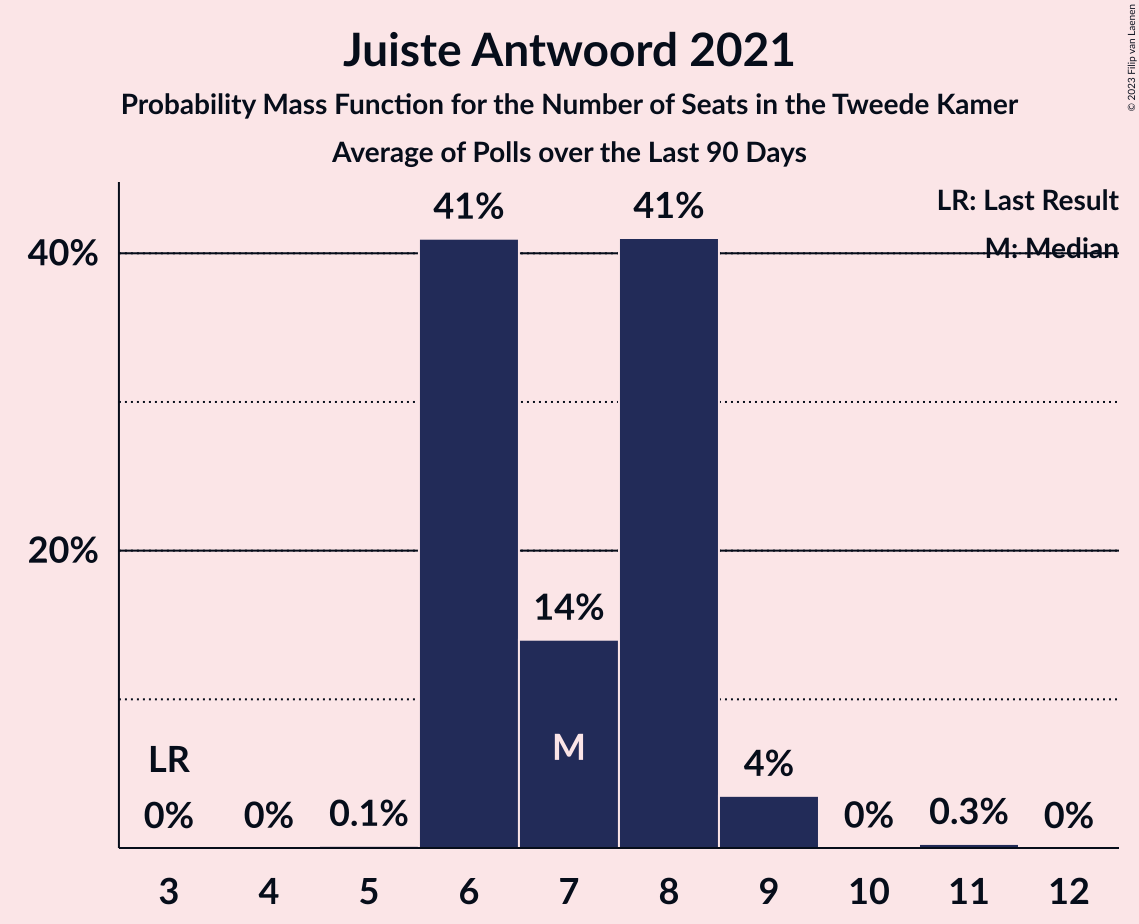 Juiste Antwoord 2021
Probability Mass Function for the Number of Seats in the Tweede Kamer
Average of Polls over the Last 90 Days
© 2023 Filip van Laenen
LR: Last Result
M: Median
40%
20%
41%
41%
14%
M
4%
LR
0%
0%
0.1%
0%
0.3%
0%
3 4 5 6 7 8 9 10 11 12